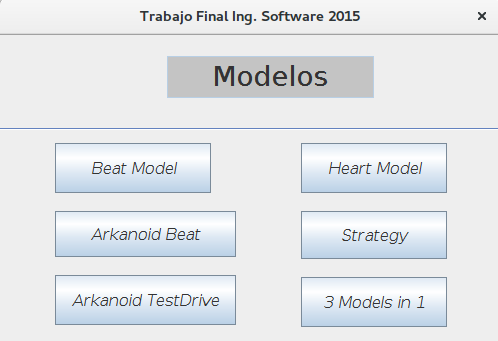 Trabajo Final Ing. Software 2015
Modelos
Beat Model
Heart Model
Arkanoid Beat
Strategy
Arkanoid TestDrive
3 Models in 1